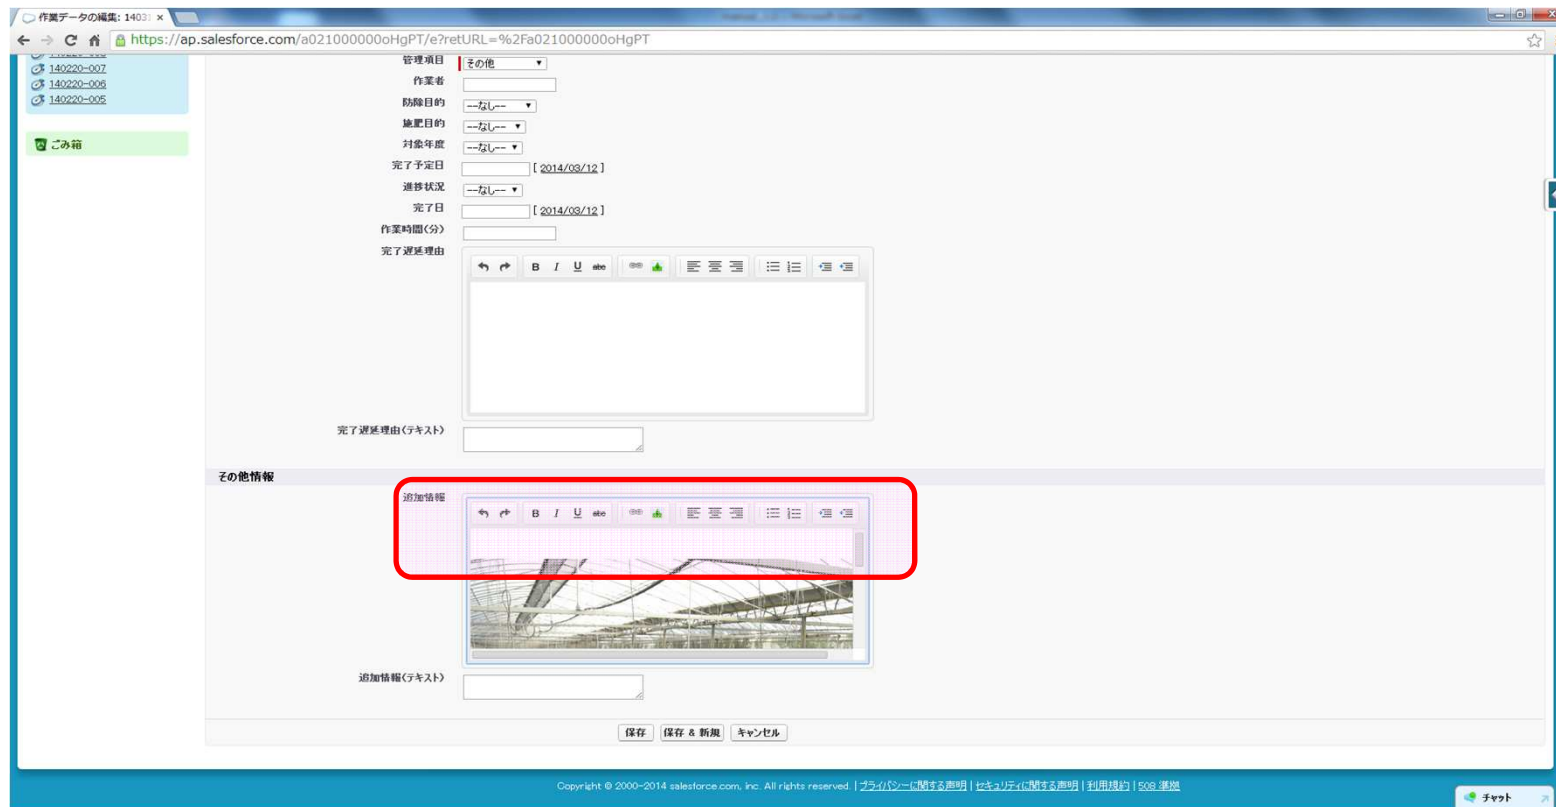 作業データの編集: 1403
https://ap.salesforce.com/a021000000oHgPT/e?retURL=%2Fa021000000oHgPT
140220-007
140220-006
140220-005
ごみ箱
管理項目 その他
作業者
防除目的 --なし--
施肥目的 --なし--
対象年度 --なし--
完了予定日 [ 2014/03/12 ]
進捗状況 --なし--
完了日 [ 2014/03/12 ]
作業時間(分)
完了遅延理由
B I U abc
完了遅延理由(テキスト)
その他情報
追加情報
B I U abc
追加情報(テキスト)
保存 保存 & 新規 キャンセル
Copyright © 2000-2014 salesforce.com, inc. All rights reserved. | プライバシーに関する声明 | セキュリティに関する声明 | 利用規約 | 508 準拠
チャット